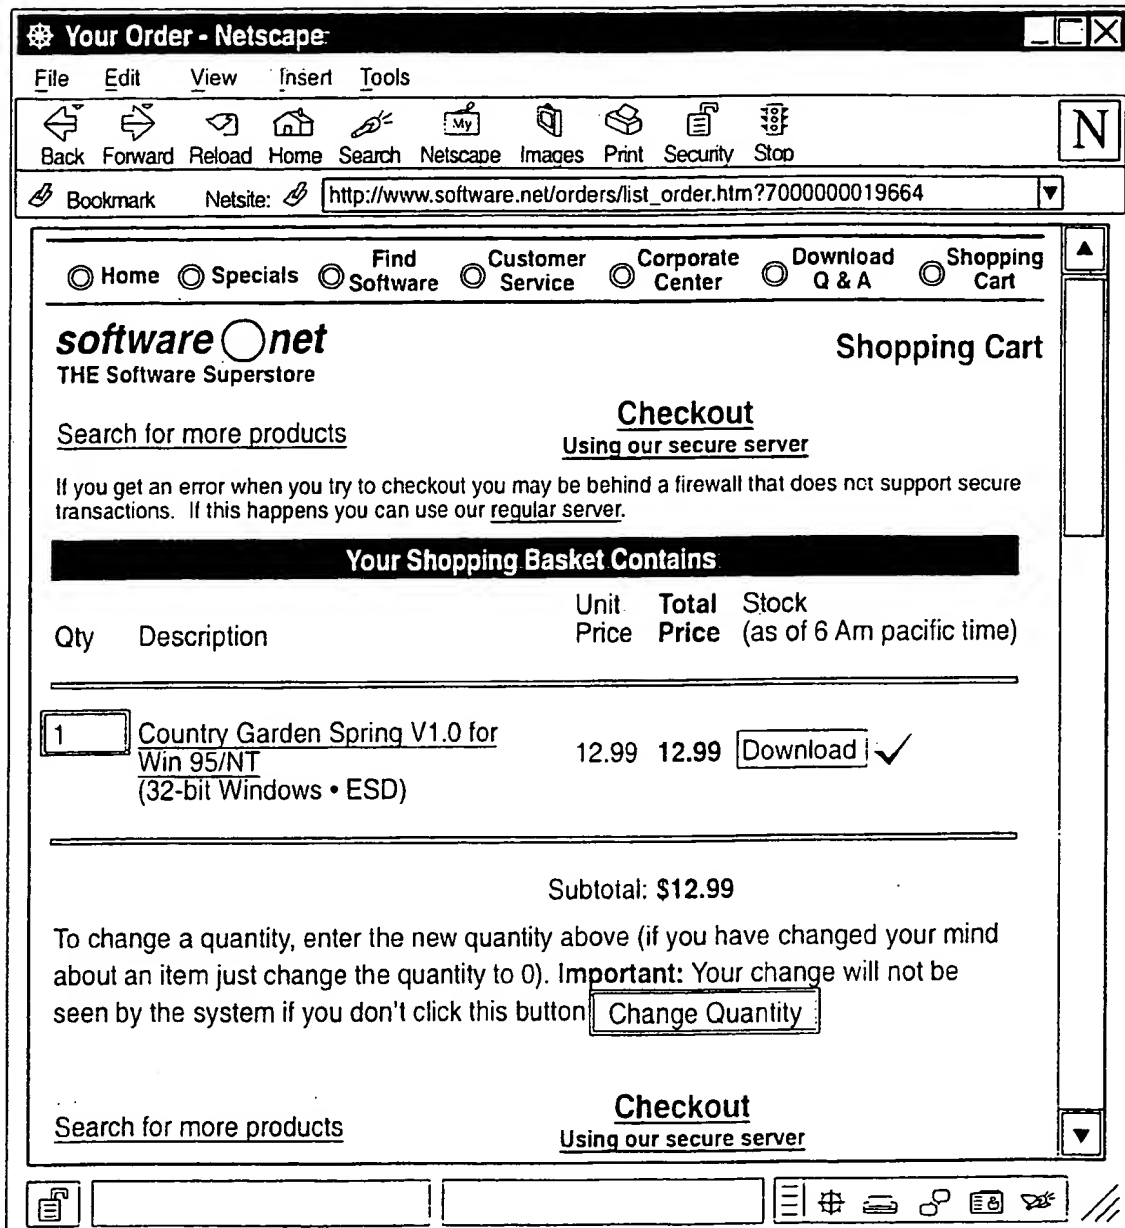 Your Order - Netscape
File Edit View Insert Tools
My
N
Back Forward Reload Home Search Netscape Images Print Security Stop
Bookmark Netsite: http://www.software.net/orders/list_order.htm?7000000019664
Home Specials Find Software Customer Service Corporate Center Download Q & A Shopping Cart
software net
THE Software Superstore
Shopping Cart
Search for more products
Checkout
Using our secure server
If you get an error when you try to checkout you may be behind a firewall that does not support secure
transactions. If this happens you can use our regular server.
Your Shopping Basket Contains
Qty Description Unit Price Total Price Stock (as of 6 Am pacific time)
1 Country Garden Spring V1.0 for
Win 95/NT
(32-bit Windows • ESD)
12.99 12.99 Download
Subtotal: $12.99
To change a quantity, enter the new quantity above (if you have changed your mind
about an item just change the quantity to 0). Important: Your change will not be
seen by the system if you don't click this button Change Quantity
Search for more products
Checkout
Using our secure server